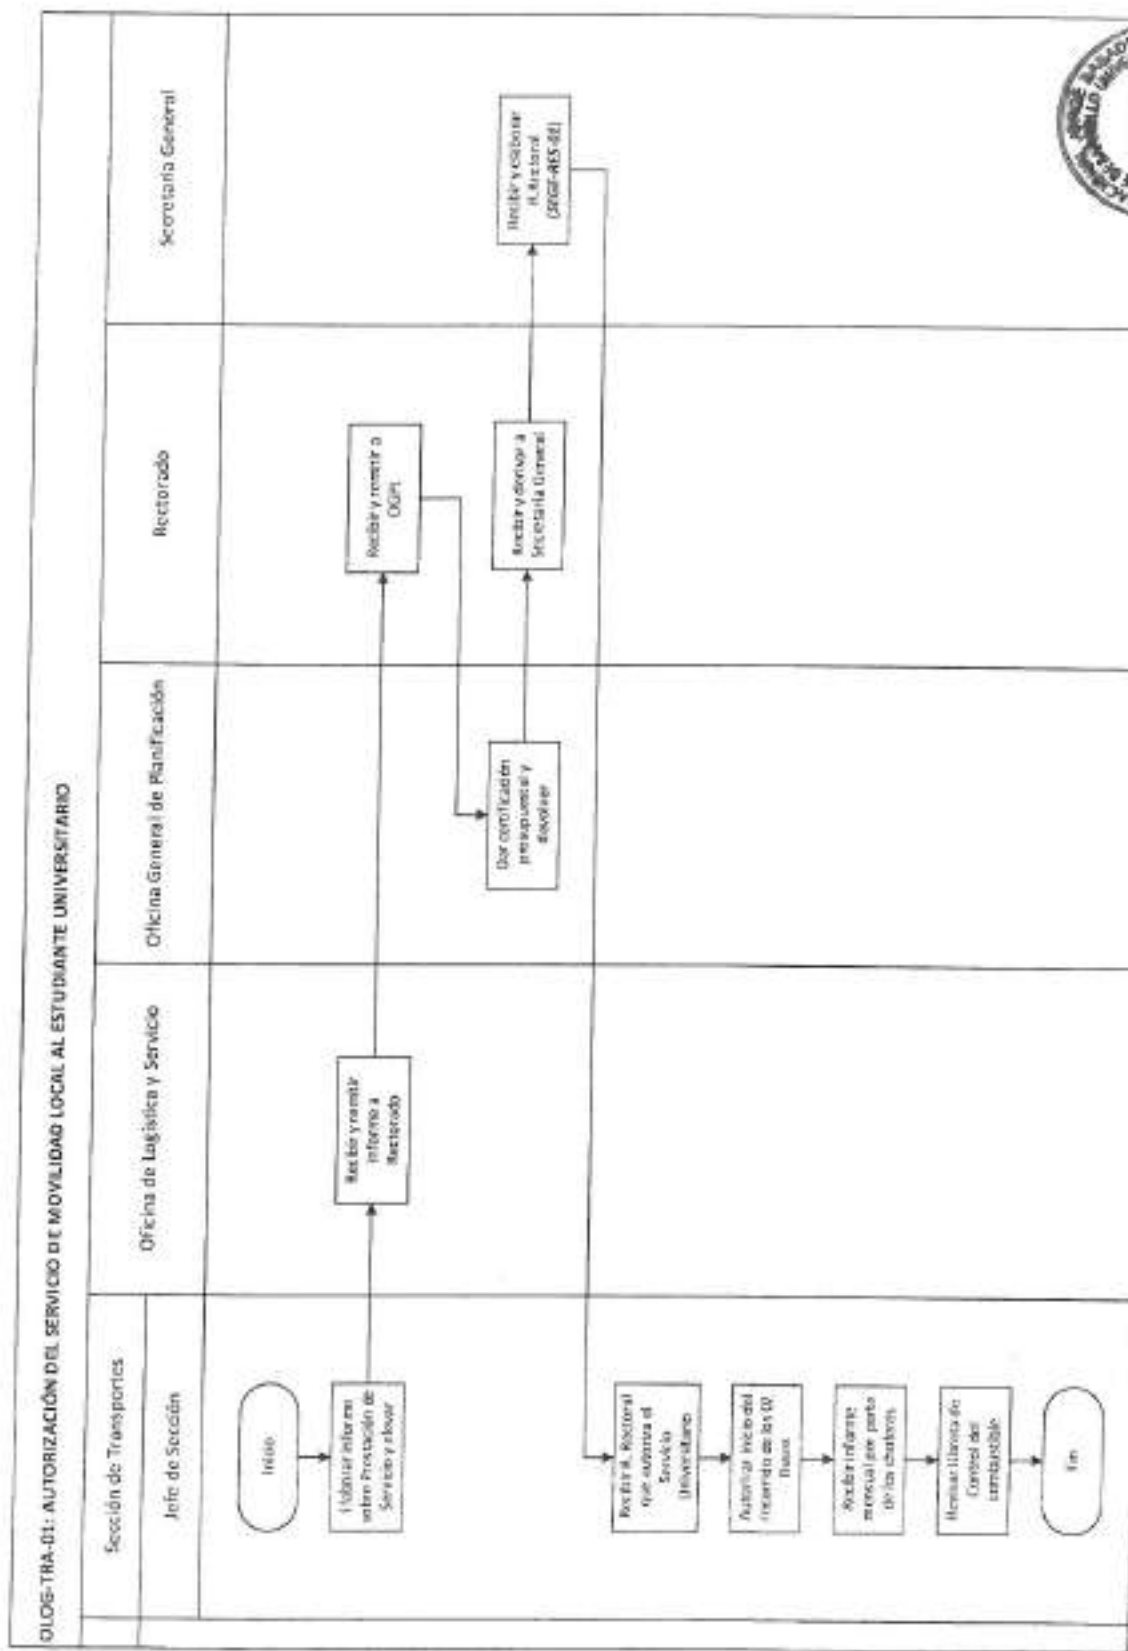 OLOG-TRA-01: AUTORIZACIÓN DEL SERVICIO DE MOVILIDAD LOCAL AL ESTUDIANTE UNIVERSITARIO
Sección de Transportes
Jefe de Sección
Oficina de Logística y Servicio
Oficina General de Planificación
Rectorado
Secretaria General
Inicio
Elaborar informe
sobre Prestación de
Servicio y elevar
Recibir y remitir
informe a
Rectorado
Recibir y remitir a
OGPL
Dar certificación
presupuestal y
devolver
Recibir y derivar a
Secretaría General
Recibir y elaborar
R. Rectoral
Recibir R. Rectoral
que autoriza el
Servicio
Universitario
Autorizar inicio del
recorrido de los 02
Buses
Recibir informe
mensual por parte
de los choferes
Revisar libreta de
Control del
combustible
Fin
JORGE BASADR